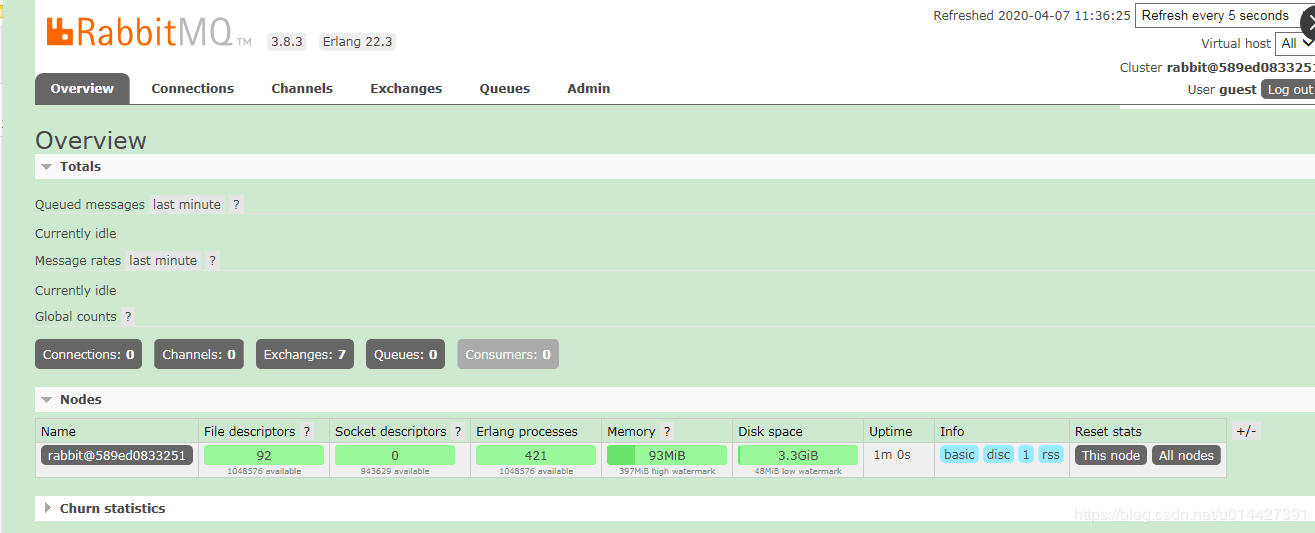 RabbitMQ TM 3.8.3 Erlang 22.3
Refreshed 2020-04-07 11:36:25 Refresh every 5 seconds
Virtual host All
Cluster rabbit@589ed0833251
User guest Log out
Overview Connections Channels Exchanges Queues Admin
Overview
Totals
Queued messages last minute ?
Currently idle
Message rates last minute ?
Currently idle
Global counts ?
Connections: 0 Channels: 0 Exchanges: 7 Queues: 0 Consumers: 0
Nodes
Name File descriptors ? Socket descriptors ? Erlang processes Memory ? Disk space Uptime Info Reset stats +/-
rabbit@589ed0833251 92 0 421 93MiB 3.3GiB 1m 0s basic disc 1 rss This node All nodes
1048576 available 943629 available 1048576 available 397MiB high watermark 48MiB low watermark
Churn statistics
https://blog.csdn.net/u014427391